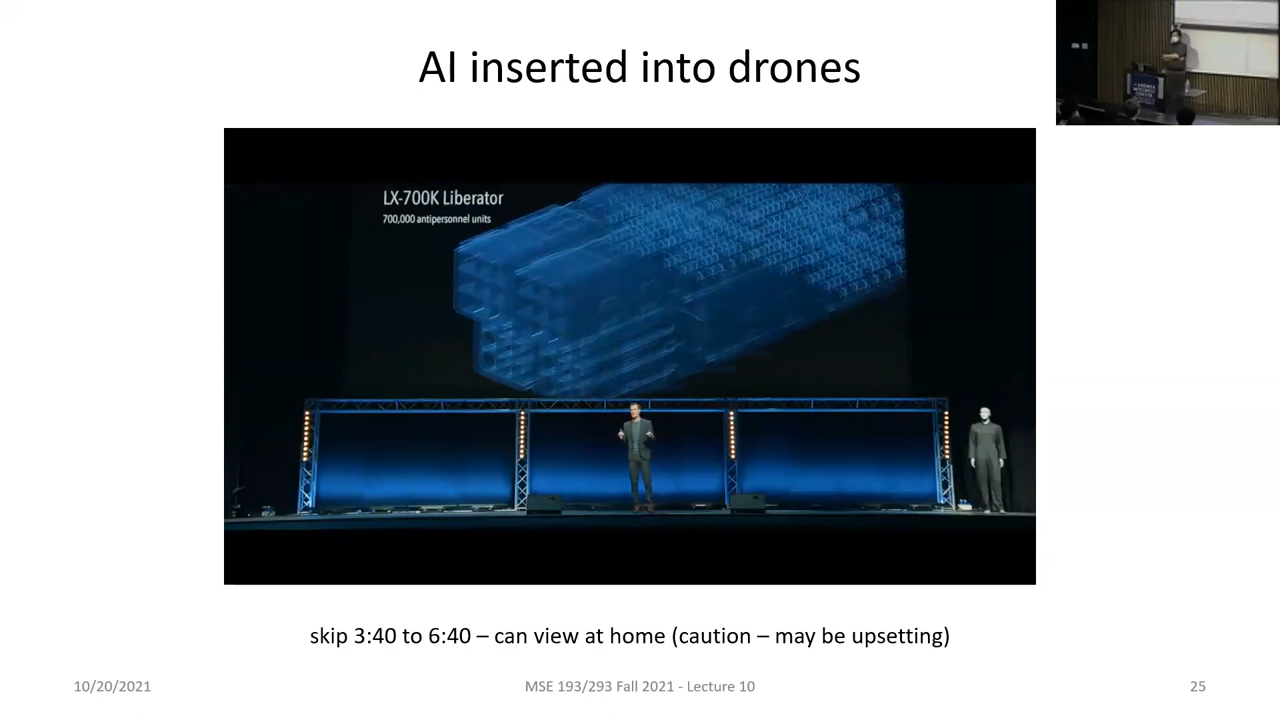 AI inserted into drones
LX-700K Liberator
700,000 antipersonnel units
skip 3:40 to 6:40 – can view at home (caution – may be upsetting)
10/20/2021
MSE 193/293 Fall 2021 - Lecture 10
25